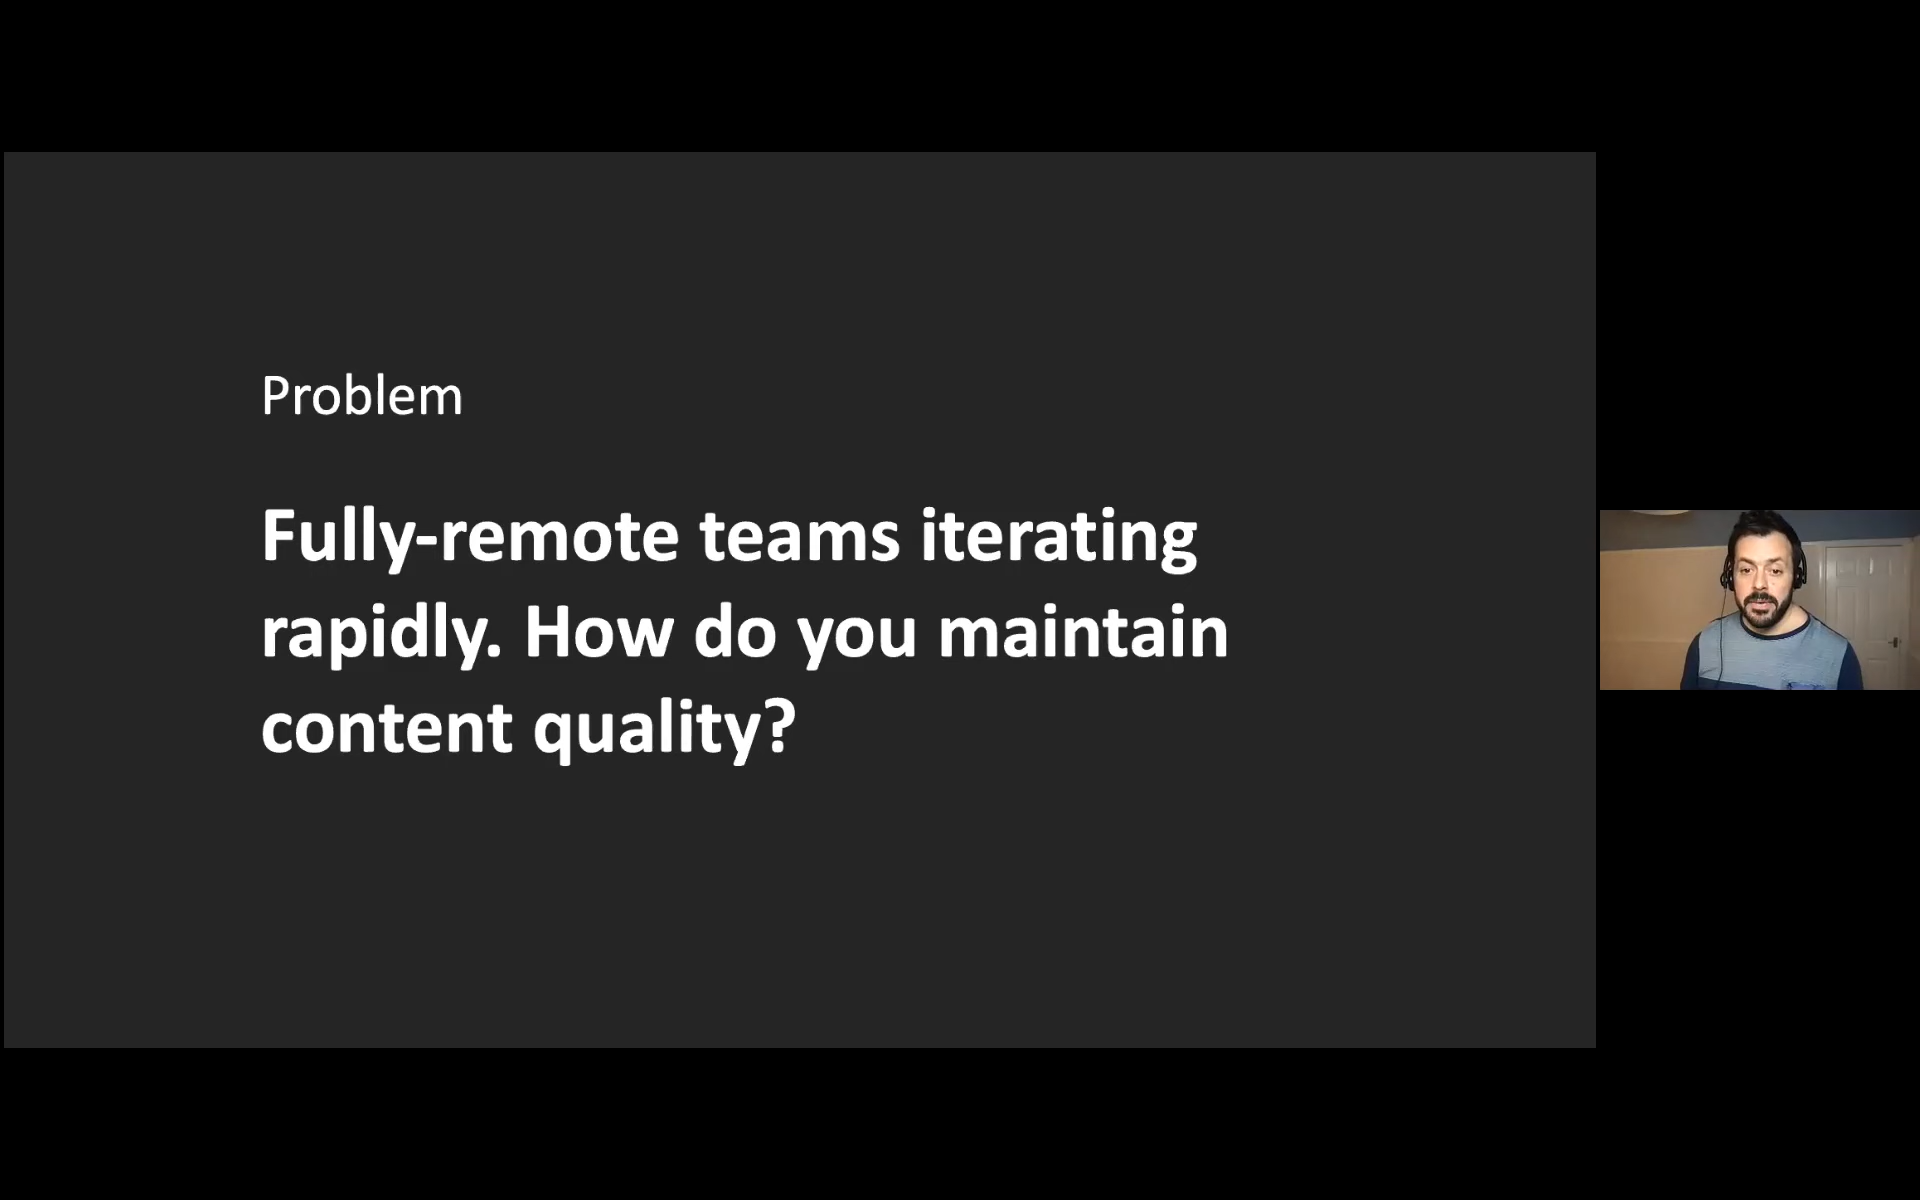 Problem
Fully-remote teams iterating
rapidly. How do you maintain
content quality?